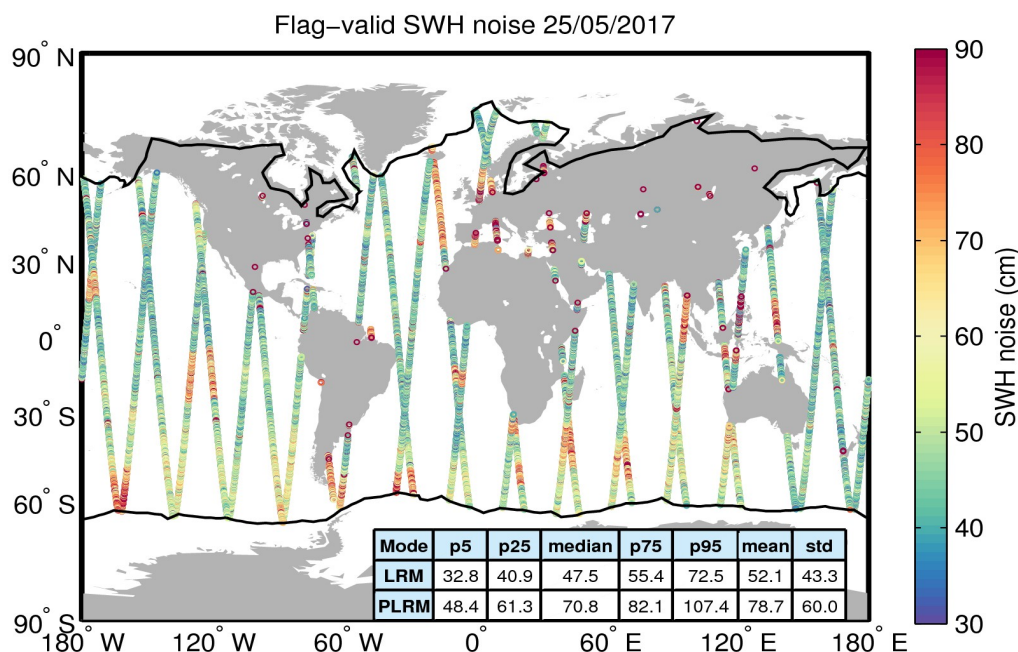 Flag−valid SWH noise 25/05/2017
90° N
60° N
30° N
0°
30° S
60° S
90° S
180° W
120° W
60° W
0°
60° E
120° E
180° E
Mode p5 p25 median p75 p95 mean std
LRM 32.8 40.9 47.5 55.4 72.5 52.1 43.3
PLRM 48.4 61.3 70.8 82.1 107.4 78.7 60.0
90
80
70
60
50
40
30
SWH noise (cm)